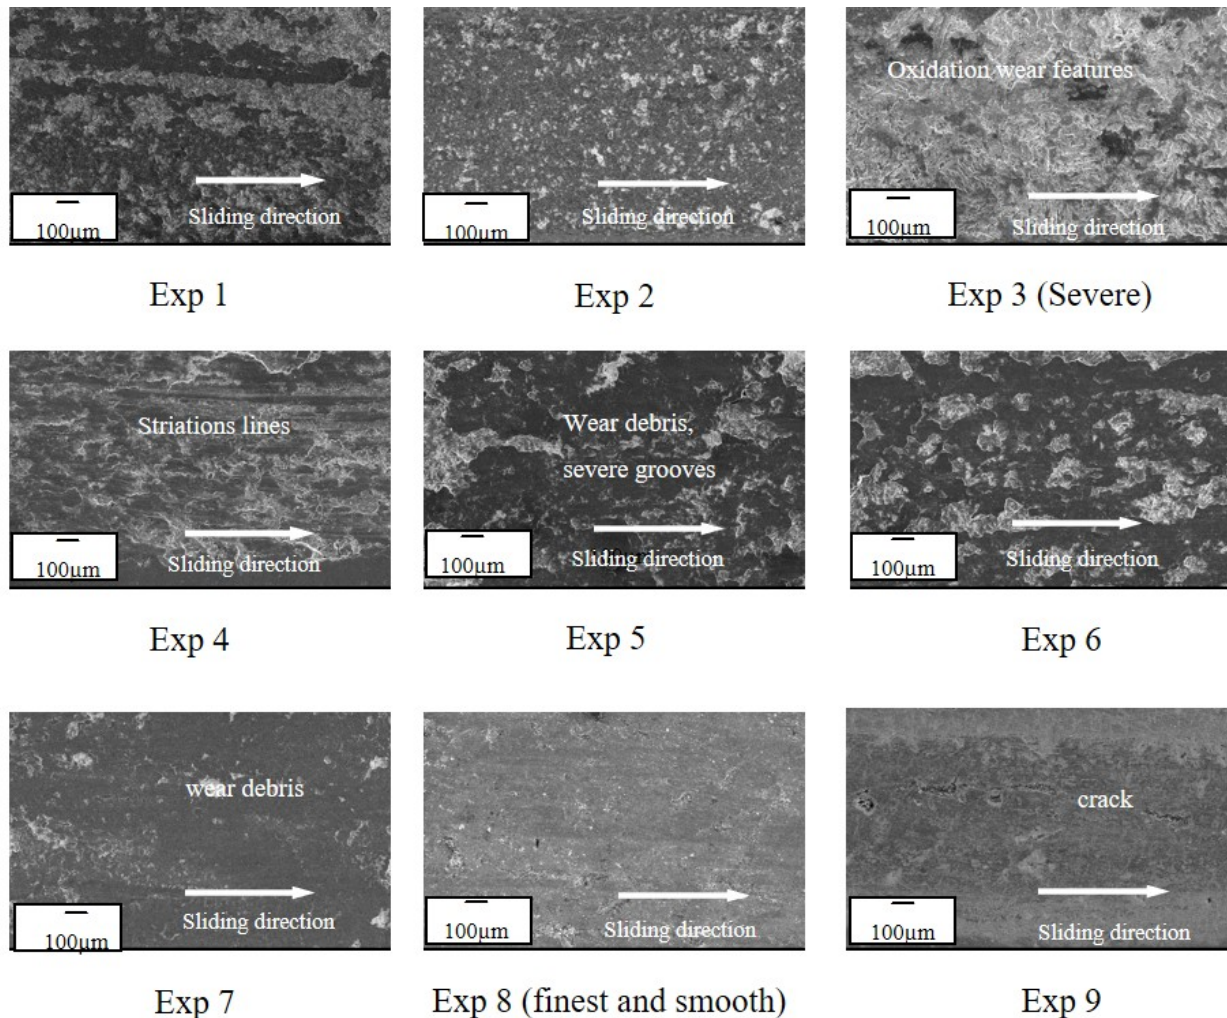 Sliding direction
100μm
Exp 1
Sliding direction
100μm
Exp 2
Oxidation wear features
Sliding direction
100μm
Exp 3 (Severe)
Striations lines
Sliding direction
100μm
Exp 4
Wear debris,
severe grooves
Sliding direction
100μm
Exp 5
Sliding direction
100μm
Exp 6
wear debris
Sliding direction
100μm
Exp 7
Sliding direction
100μm
Exp 8 (finest and smooth)
crack
Sliding direction
100μm
Exp 9